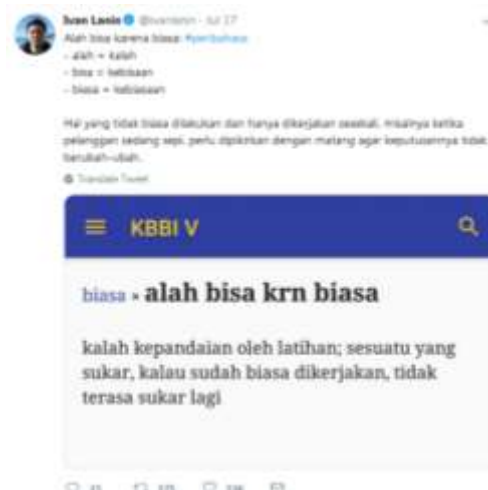 Ivan Lanin @ivanlanin · Jul 27
Alah bisa karena biasa: #peribahasa
- alah = kalah
- bisa = kebisaan
- biasa = kebiasaan
Hal yang tidak biasa dilakukan dan hanya dikerjakan sesekali, misalnya ketika
pelanggan sedang sepi, perlu dipikirkan dengan matang agar keputusannya tidak
berubah-ubah.
Translate Tweet
KBBI V
biasa » alah bisa krn biasa
kalah kepandaian oleh latihan; sesuatu yang
sukar, kalau sudah biasa dikerjakan, tidak
terasa sukar lagi